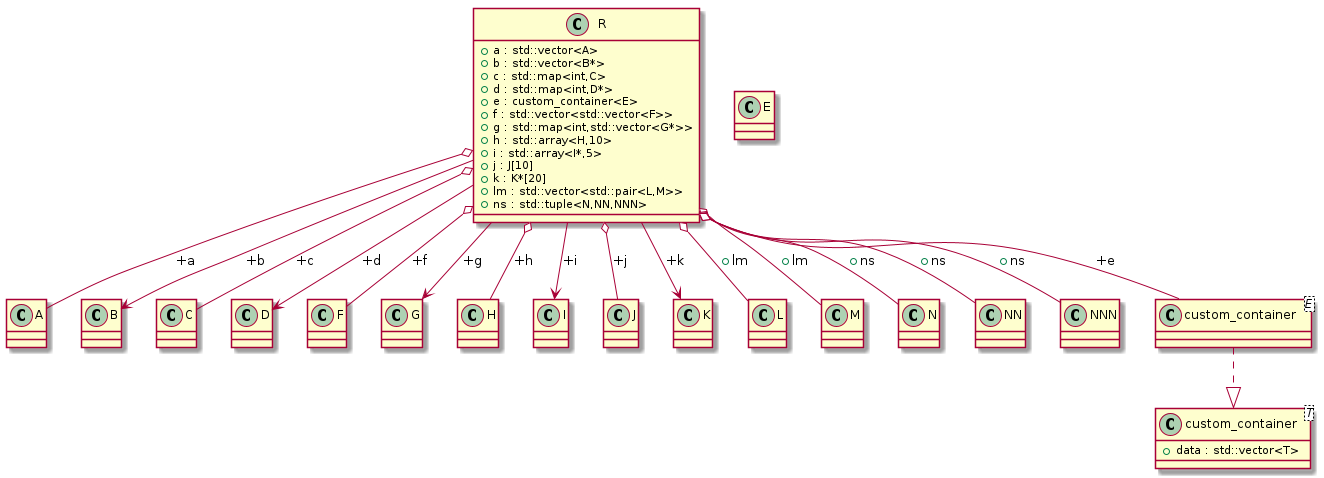 C R
a : std::vector<A>
b : std::vector<B*>
c : std::map<int,C>
d : std::map<int,D*>
e : custom_container<E>
f : std::vector<std::vector<F>>
g : std::map<int,std::vector<G*>>
h : std::array<H,10>
i : std::array<I*,5>
j : J[10]
k : K*[20]
lm : std::vector<std::pair<L,M>>
ns : std::tuple<N,NN,NNN>
C E
+a
+b
+c
+d
+f
+g
+h
+i
+j
+k
lm
lm
ns
ns
ns
+e
C A
C B
C C
C D
C F
C G
C H
C I
C J
C K
C L
C M
C N
C NN
C NNN
C custom_container
E
C custom_container
T
data : std::vector<T>